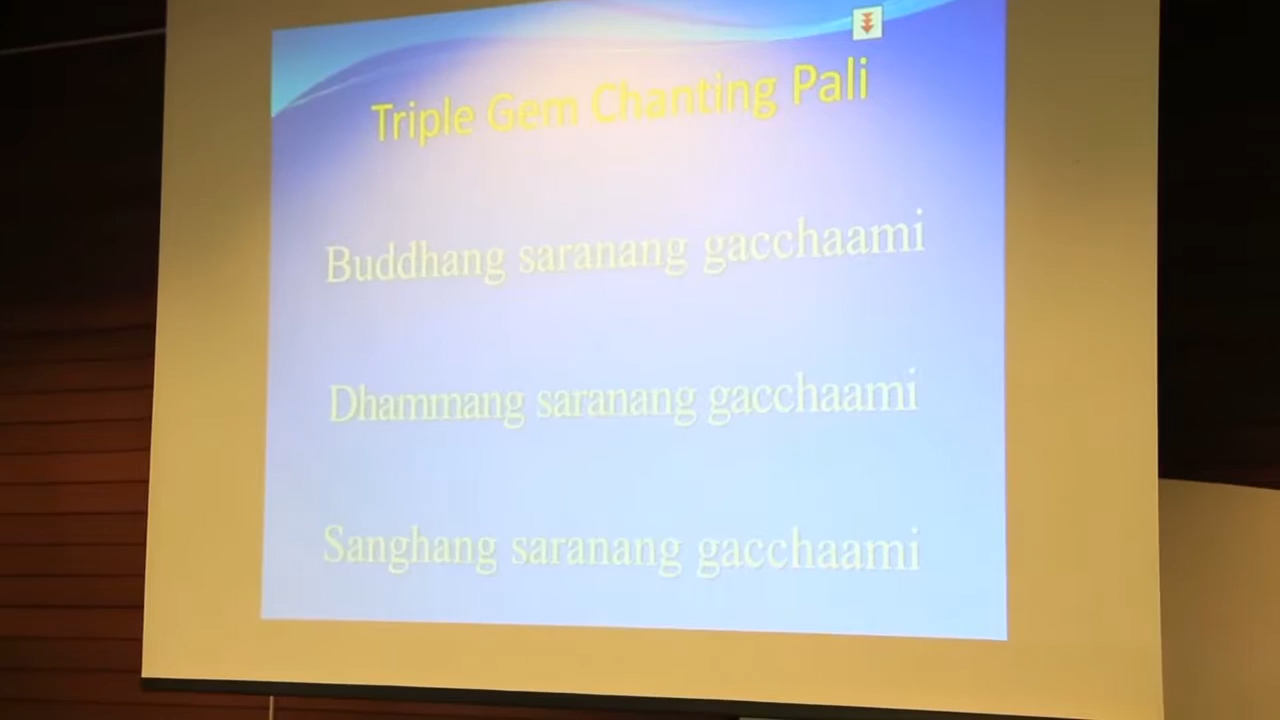 Triple Gem Chanting Pali
Buddhang saranang gacchaami
Dhammang saranang gacchaami
Sanghang saranang gacchaami